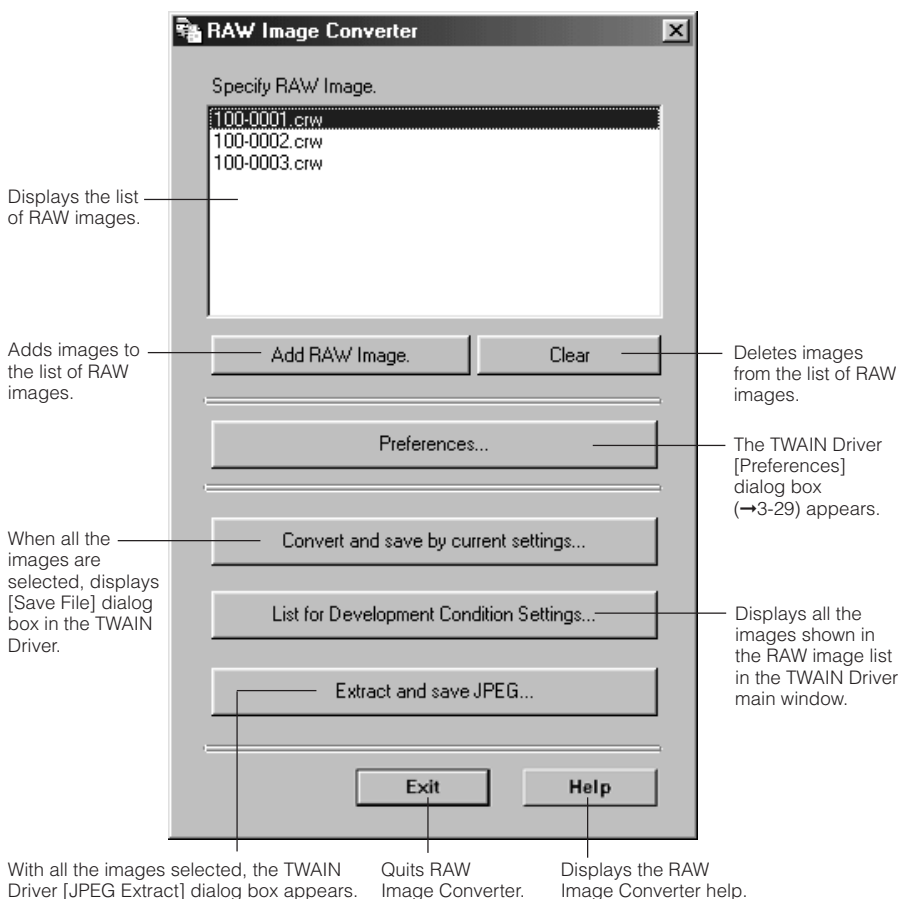 RAW Image Converter
Specify RAW Image.
100-0001.crw
100-0002.crw
100-0003.crw
Displays the list
of RAW images.
Adds images to
the list of RAW
images.
Add RAW Image.
Clear
Deletes images
from the list of RAW
images.
Preferences...
The TWAIN Driver
[Preferences]
dialog box
(→3-29) appears.
When all the
images are
selected, displays
[Save File] dialog
box in the TWAIN
Driver.
Convert and save by current settings...
List for Development Condition Settings...
Displays all the
images shown in
the RAW image list
in the TWAIN Driver
main window.
Extract and save JPEG...
Exit
Help
With all the images selected, the TWAIN
Driver [JPEG Extract] dialog box appears.
Quits RAW
Image Converter.
Displays the RAW
Image Converter help.